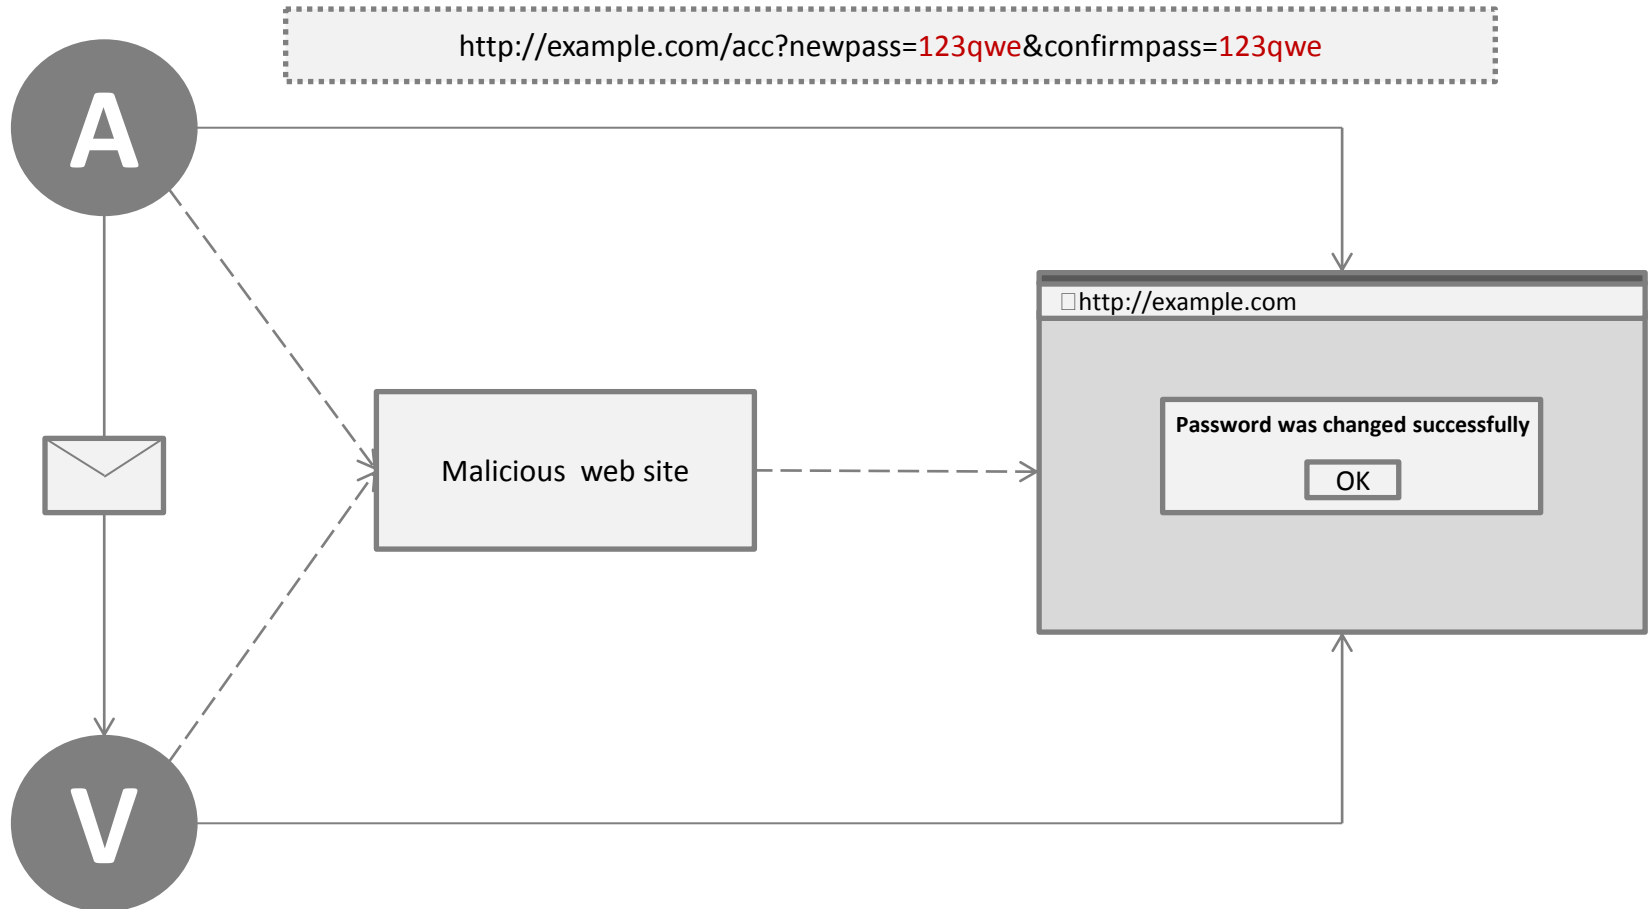 http://example.com/acc?newpass=123qwe&confirmpass=123qwe
A
http://example.com
Password was changed successfully
OK
Malicious web site
V